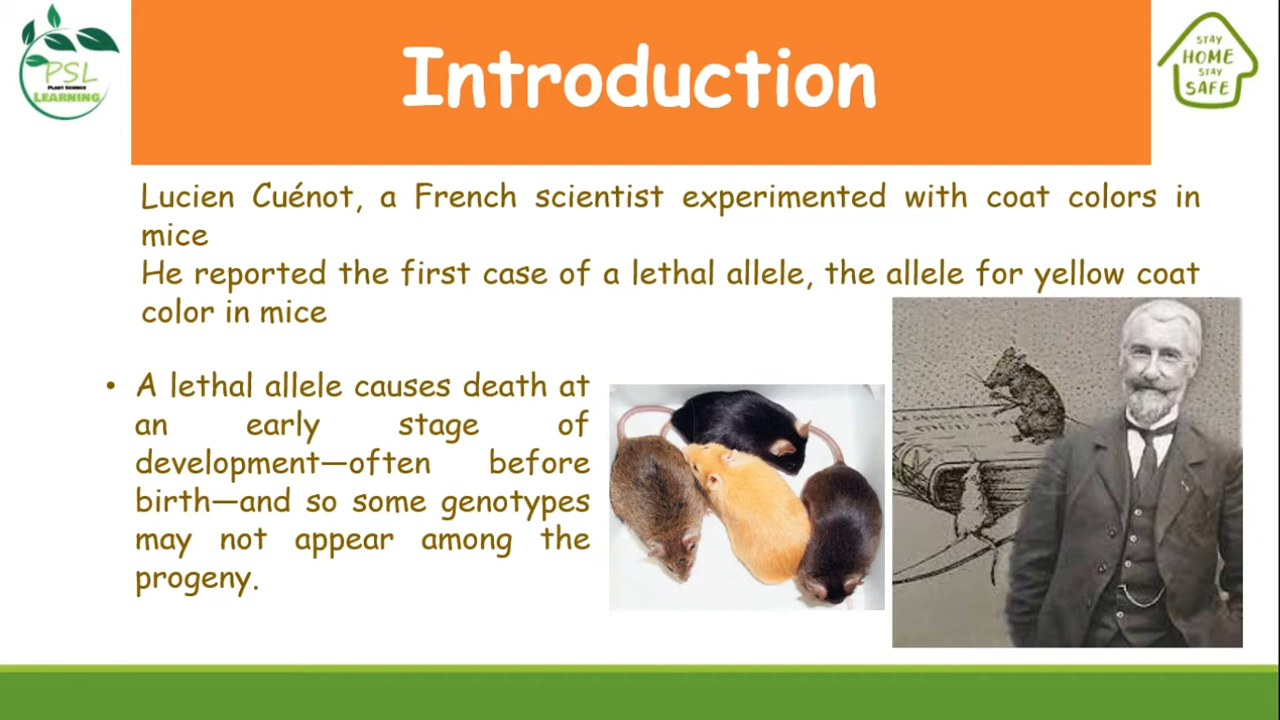 PSL
PLANT SCIENCE
LEARNING
Introduction
STAY
HOME
STAY
SAFE
Lucien Cuénot, a French scientist experimented with coat colors in
mice
He reported the first case of a lethal allele, the allele for yellow coat
color in mice
• A lethal allele causes death at
an early stage of
development—often before
birth—and so some genotypes
may not appear among the
progeny.